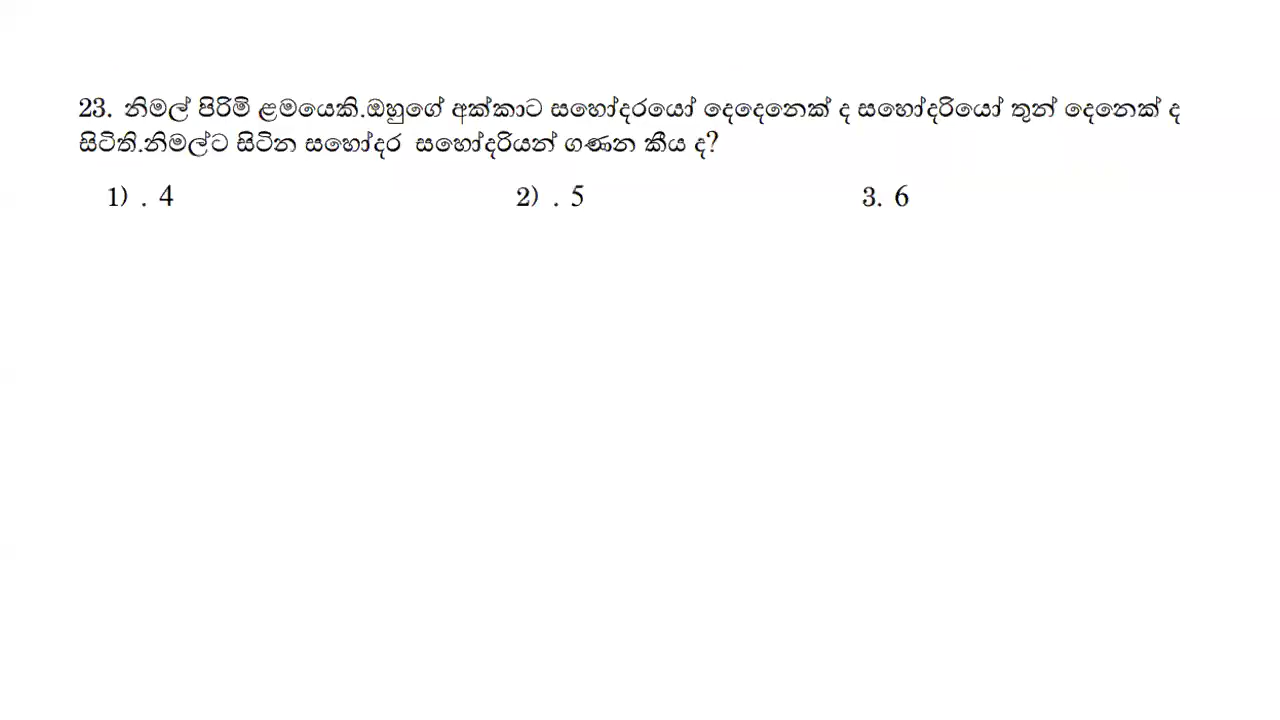 23. නිමල් පිරිමි ළමයෙකි.ඔහුගේ අක්කාට සහෝදරයෝ දෙදෙනෙක් ද සහෝදරියෝ තුන් දෙනෙක් ද
සිටිති.නිමල්ට සිටින සහෝදර සහෝදරියන් ගණන කීය ද?
1) . 4 2) . 5 3. 6